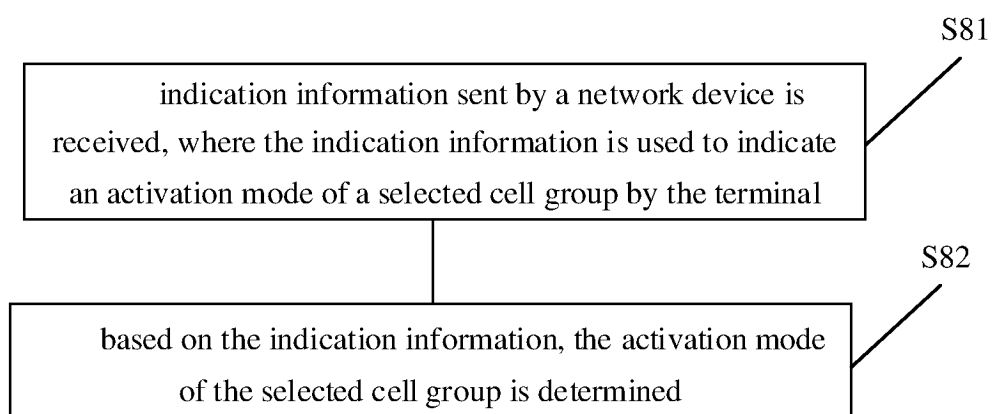 S81
indication information sent by a network device is
received, where the indication information is used to indicate
an activation mode of a selected cell group by the terminal
S82
based on the indication information, the activation mode
of the selected cell group is determined